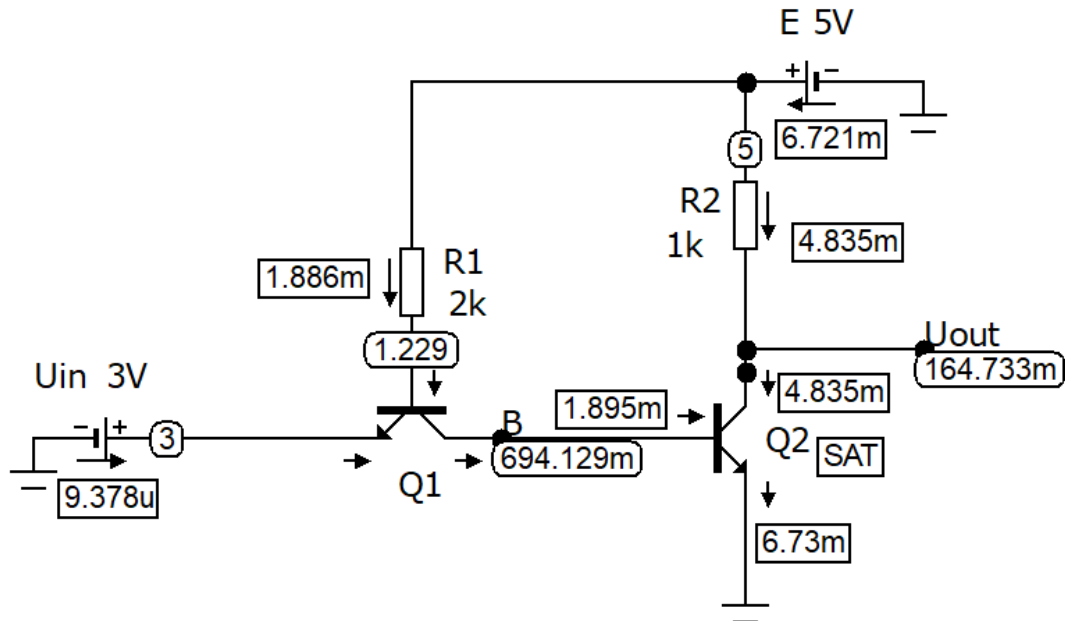 E 5V
+ −
6.721m
5
R2
1k
4.835m
1.886m
R1
2k
1.229
Uout
164.733m
Uin 3V
− +
3
9.378u
Q1
B
694.129m
1.895m
4.835m
Q2
SAT
6.73m